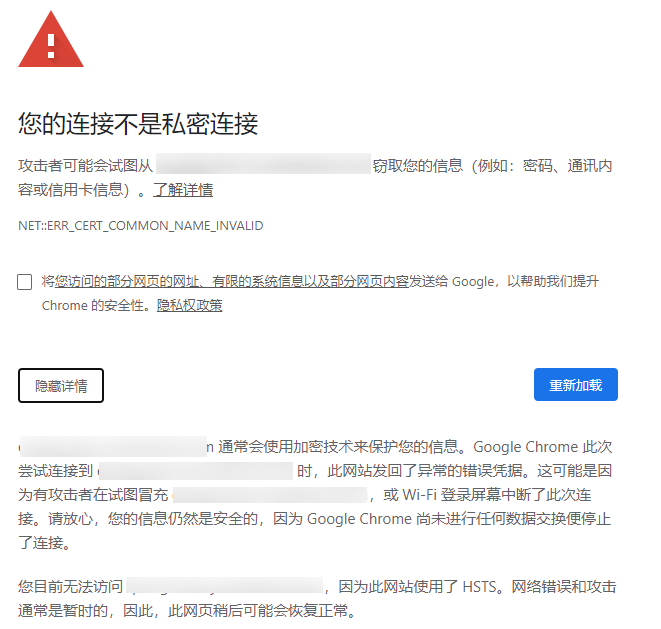 您的连接不是私密连接
攻击者可能会试图从 窃取您的信息（例如：密码、通讯内
容或信用卡信息）。了解详情
NET::ERR_CERT_COMMON_NAME_INVALID
将您访问的部分网页的网址、有限的系统信息以及部分网页内容发送给 Google，以帮助我们提升
Chrome 的安全性。隐私权政策
隐藏详情
重新加载
通常会使用加密技术来保护您的信息。Google Chrome 此次
尝试连接到 时，此网站发回了异常的错误凭据。这可能是因
为有攻击者在试图冒充 ，或 Wi-Fi 登录屏幕中断了此次连
接。请放心，您的信息仍然是安全的，因为 Google Chrome 尚未进行任何数据交换便停止
了连接。
您目前无法访问 ，因为此网站使用了 HSTS。网络错误和攻击
通常是暂时的，因此，此网页稍后可能会恢复正常。